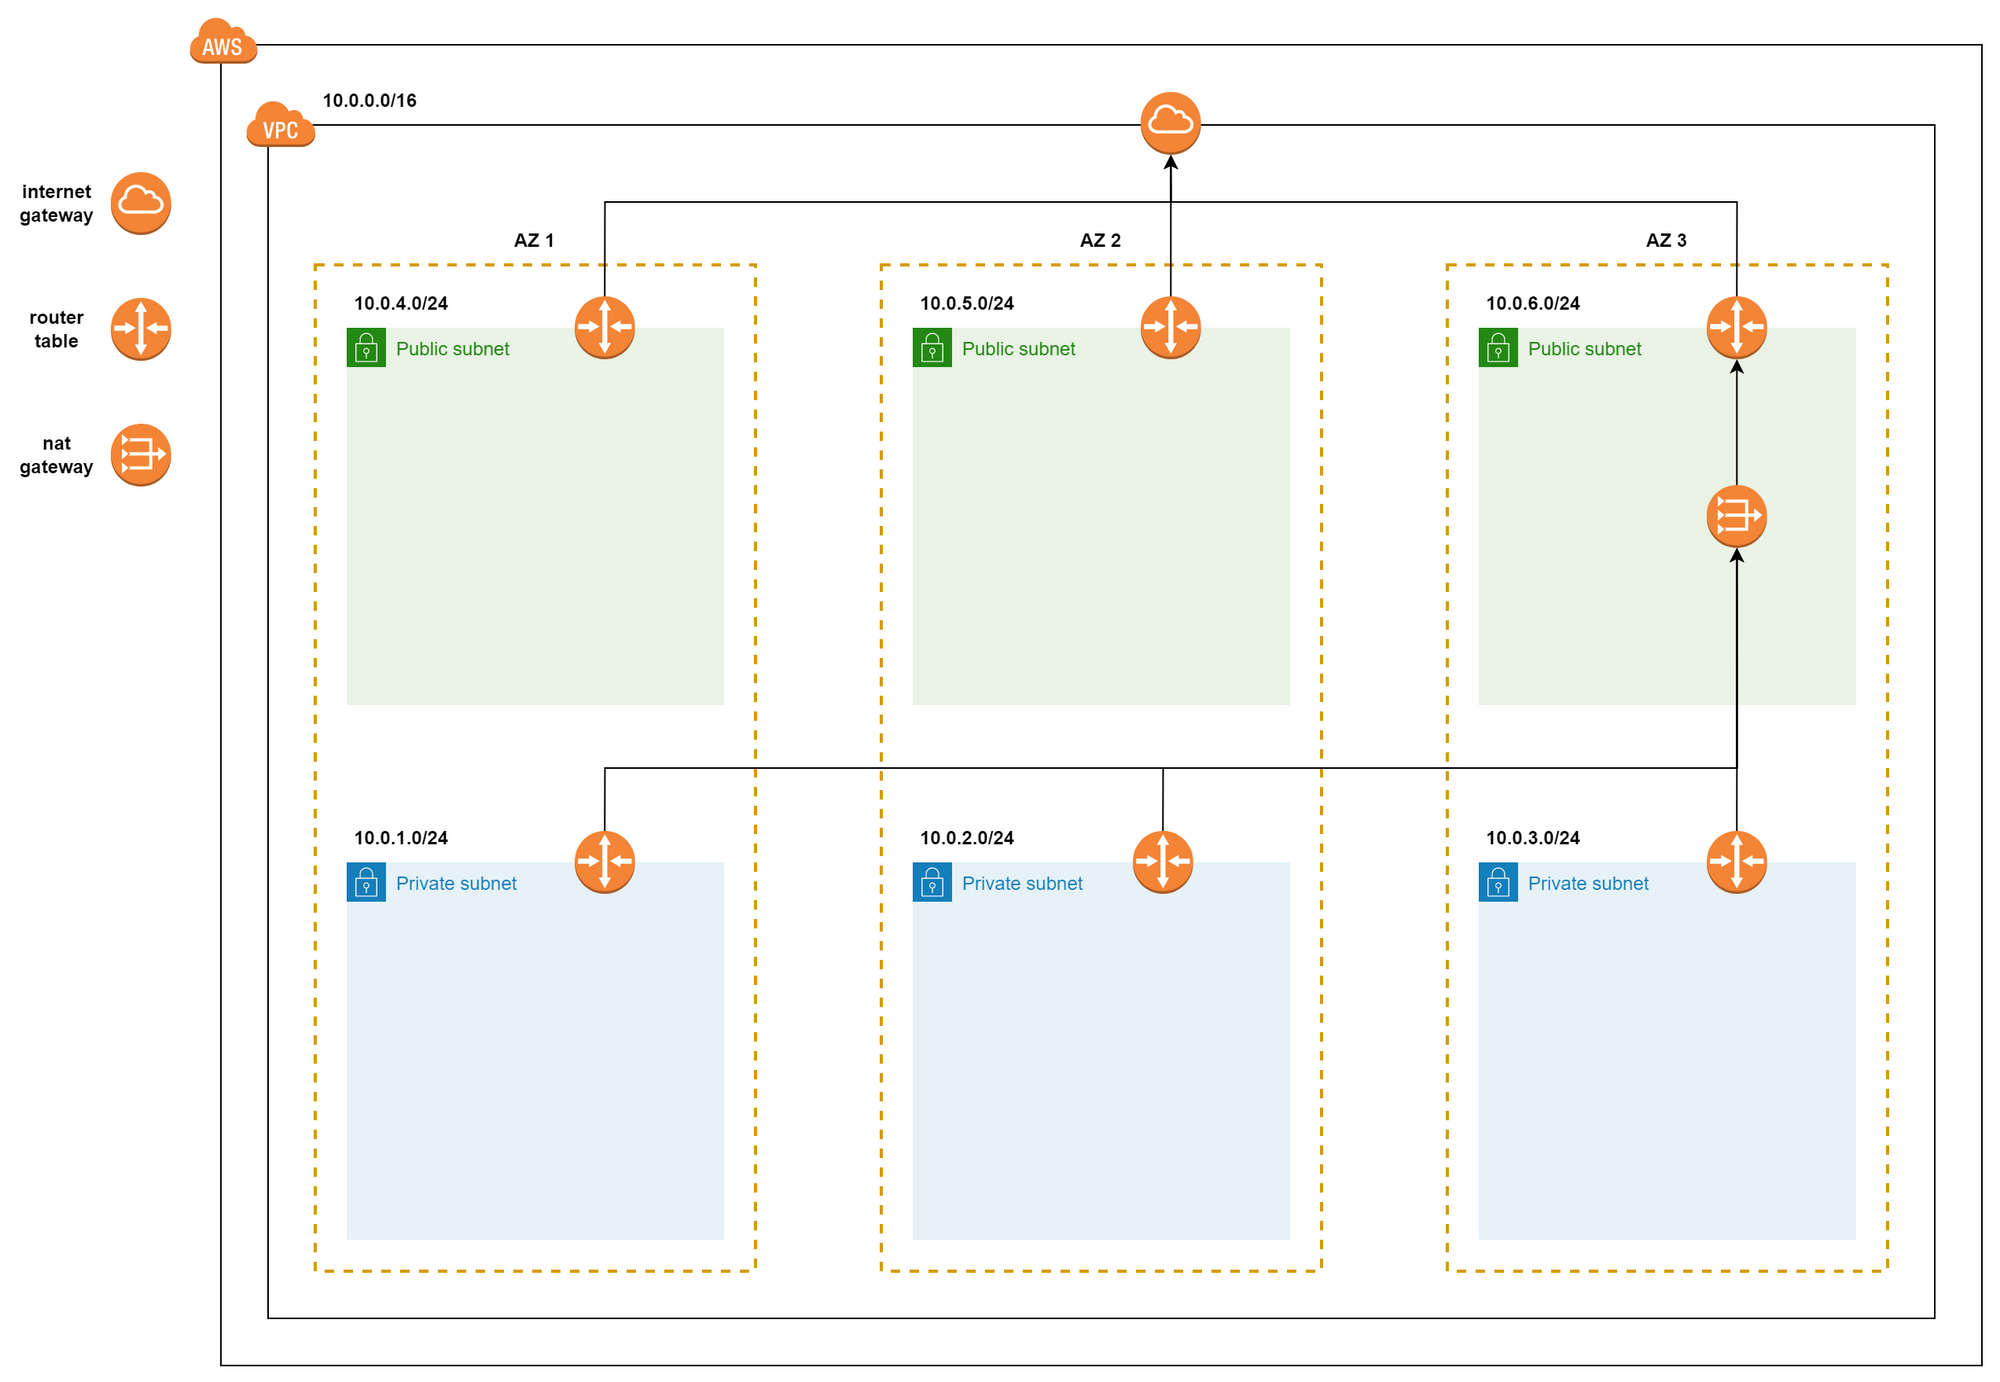 AWS
10.0.0.0/16
VPC
internet
gateway
router
table
nat
gateway
AZ 1
AZ 2
AZ 3
10.0.4.0/24
10.0.5.0/24
10.0.6.0/24
Public subnet
Public subnet
Public subnet
10.0.1.0/24
10.0.2.0/24
10.0.3.0/24
Private subnet
Private subnet
Private subnet